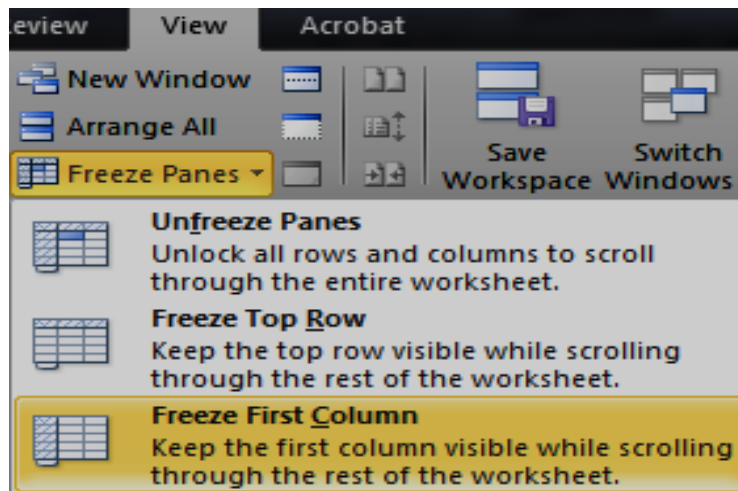 eview View Acrobat
New Window
Arrange All
Freeze Panes
Save Workspace
Switch Windows
Unfreeze Panes
Unlock all rows and columns to scroll
through the entire worksheet.
Freeze Top Row
Keep the top row visible while scrolling
through the rest of the worksheet.
Freeze First Column
Keep the first column visible while scrolling
through the rest of the worksheet.